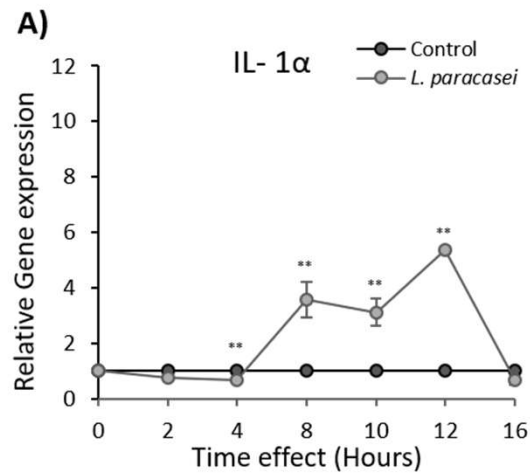 A)
IL- 1α
Control
L. paracasei
Relative Gene expression
12
10
8
6
4
2
0
**
**
**
**
0 2 4 8 10 12 16
Time effect (Hours)